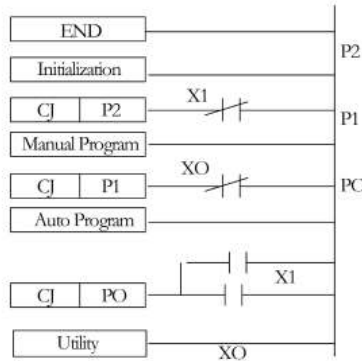 END
P2
Initialization
X1
CJ P2
P1
Manual Program
XO
CJ P1
PO
Auto Program
X1
CJ PO
Utility
XO